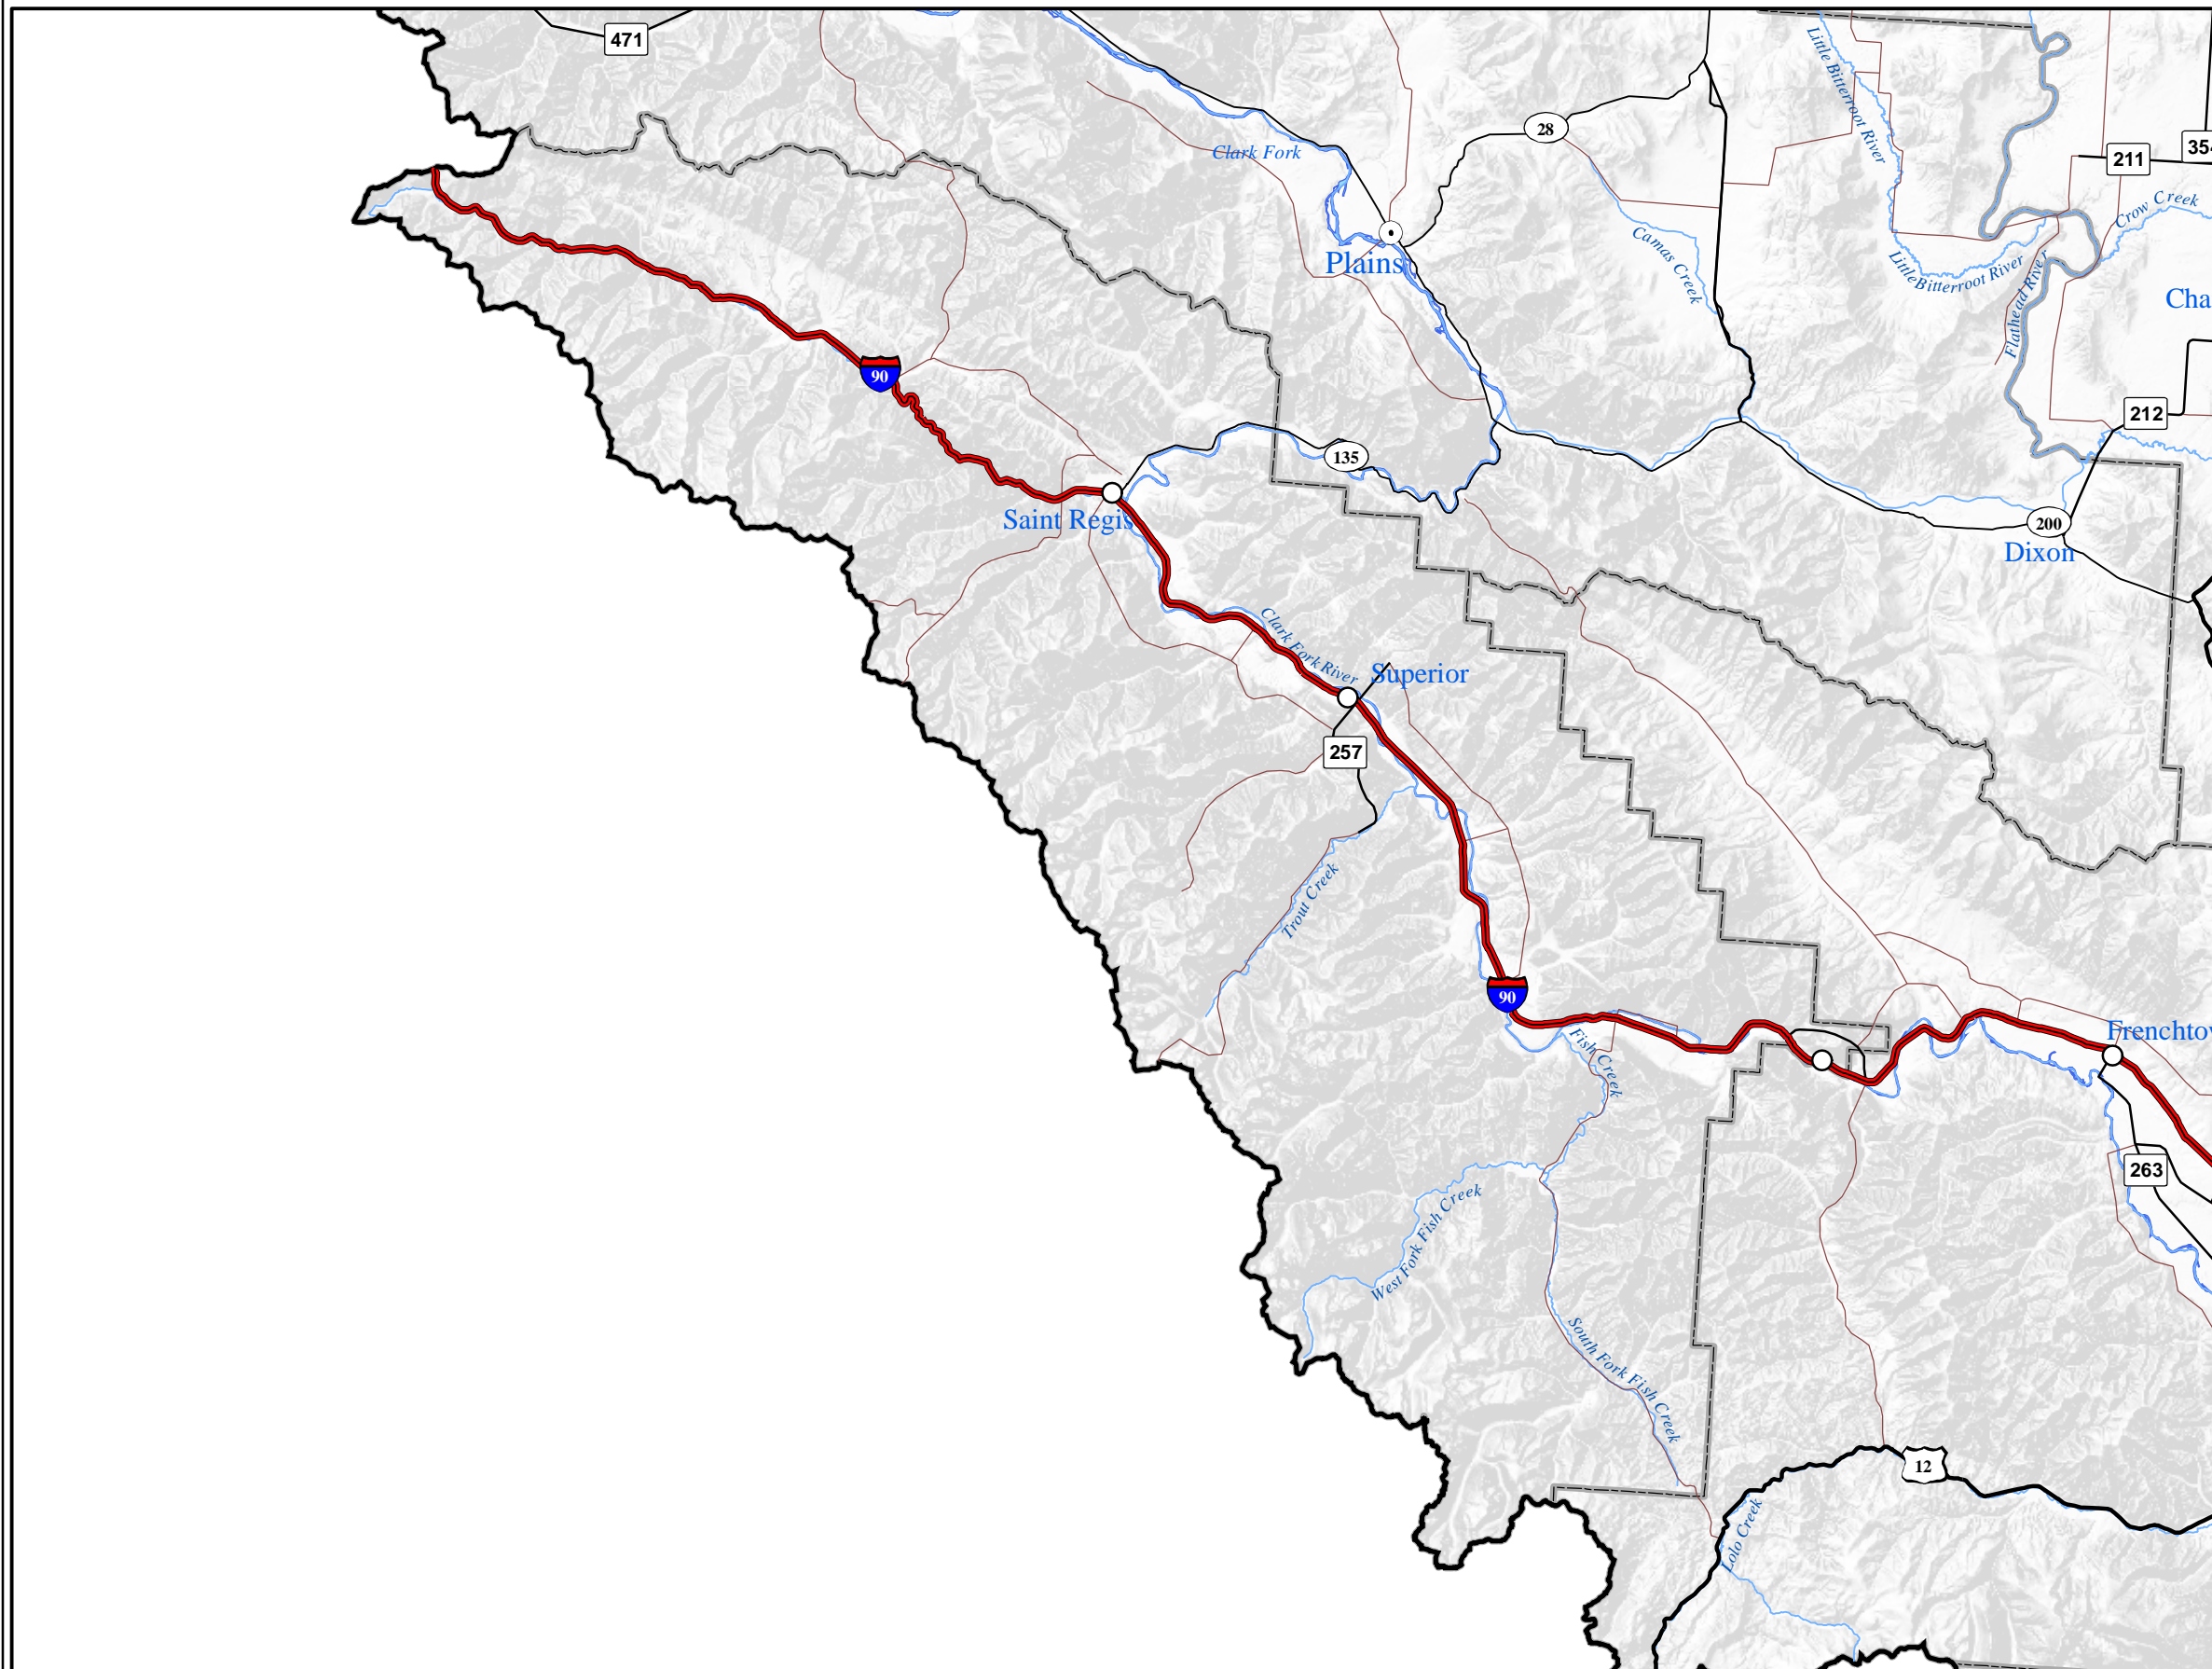 471
Little Bitterroot River
28
Clark Fork
211
354
Crow Creek
Camas Creek
Plains
Little Bitterroot River
Flathead River
Cha
90
212
135
Saint Regis
200
Dixon
Clark Fork River
Superior
257
Trout Creek
90
Fish Creek
Frenchtow
263
West Fork Fish Creek
South Fork Fish Creek
12
Lolo Creek